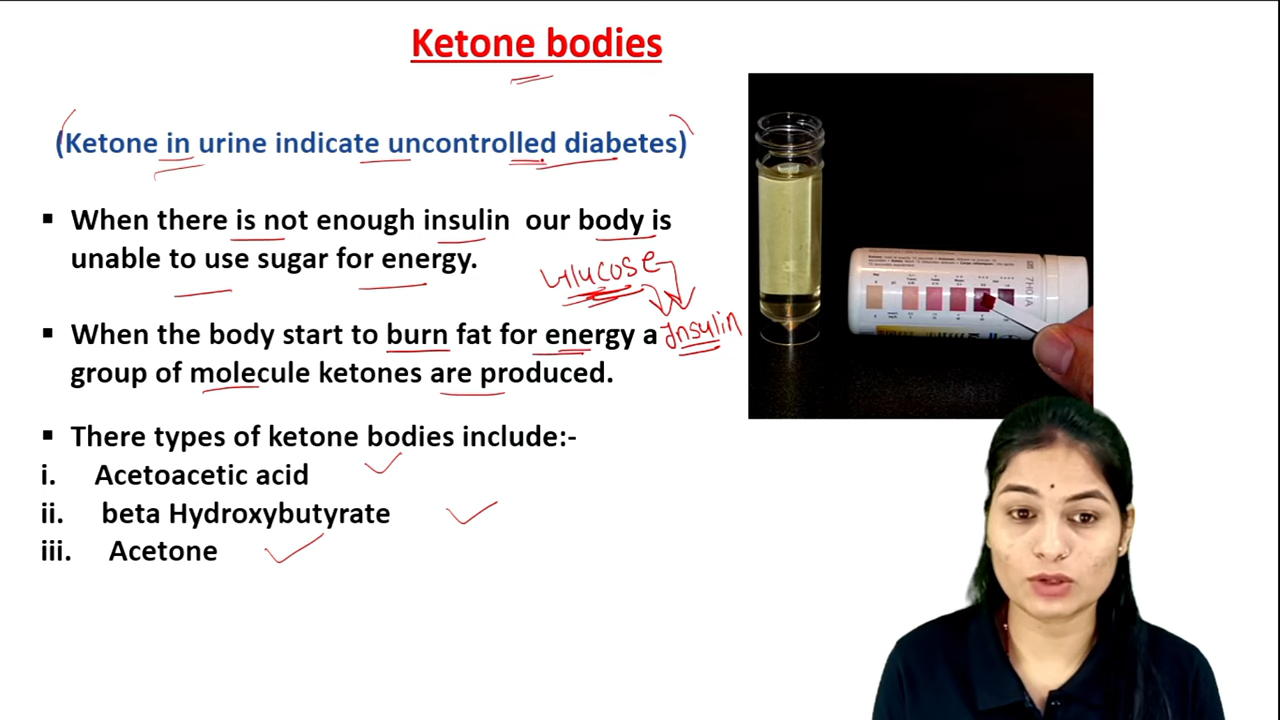 Ketone bodies
(Ketone in urine indicate uncontrolled diabetes)
▪ When there is not enough insulin our body is
unable to use sugar for energy.
Glucose
▪ When the body start to burn fat for energy a
Insulin
group of molecule ketones are produced.
▪ There types of ketone bodies include:-
i. Acetoacetic acid
ii. beta Hydroxybutyrate
iii. Acetone